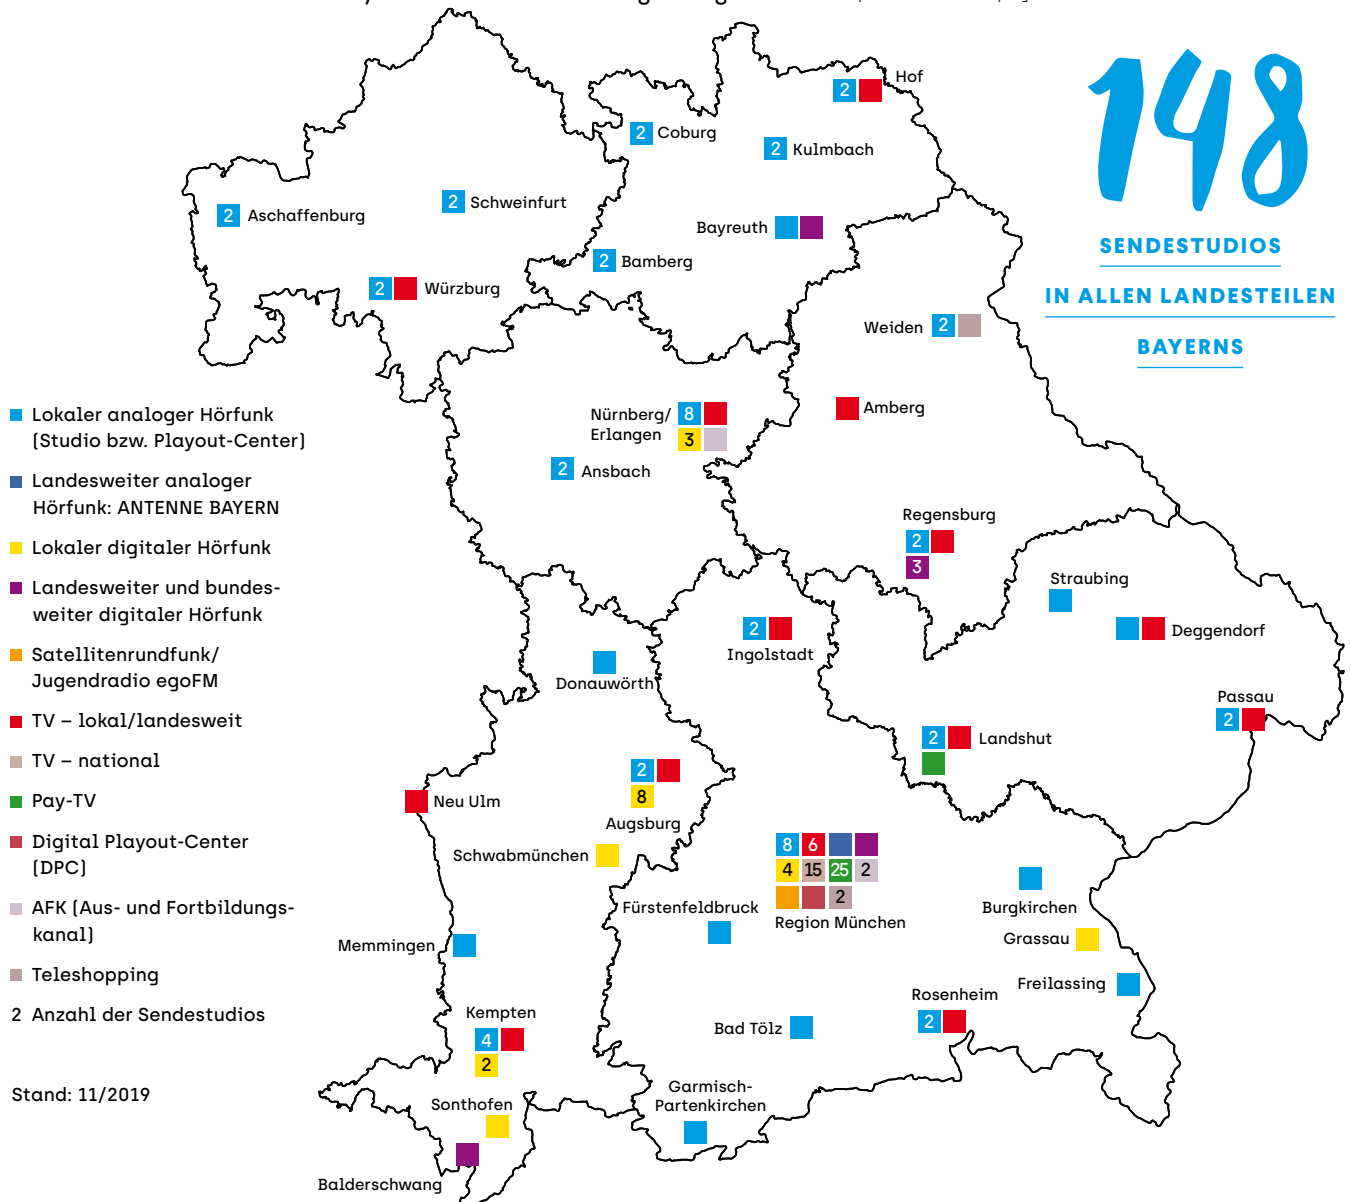 148
SENDESTUDIOS
IN ALLEN LANDESTEILEN
BAYERNS
2 Hof
2 Coburg
2 Kulmbach
2 Schweinfurt
2 Aschaffenburg
Bayreuth
2 Bamberg
2 Würzburg
Weiden 2
Amberg
Nürnberg/ 8
Erlangen 3
2 Ansbach
Regensburg
2
3
Straubing
Deggendorf
2
Ingolstadt
Donauwörth
Passau
2
2 Landshut
2
8
Augsburg
Neu Ulm
Schwabmünchen
8 6
4 15 25 2
2
Region München
Fürstenfeldbruck
Burgkirchen
Grassau
Memmingen
Freilassing
Rosenheim
2
Kempten
4
2
Bad Tölz
Garmisch-
Partenkirchen
Sonthofen
Balderschwang
Lokaler analoger Hörfunk
(Studio bzw. Playout-Center)
Landesweiter analoger
Hörfunk: ANTENNE BAYERN
Lokaler digitaler Hörfunk
Landesweiter und bundes-
weiter digitaler Hörfunk
Satellitenrundfunk/
Jugendradio egoFM
TV – lokal/landesweit
TV – national
Pay-TV
Digital Playout-Center
(DPC)
AFK (Aus- und Fortbildungs-
kanal)
Teleshopping
2 Anzahl der Sendestudios
Stand: 11/2019